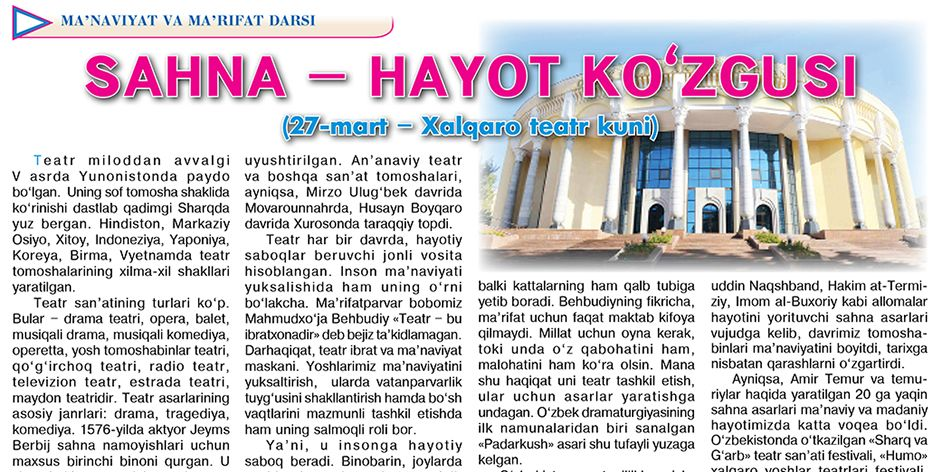 MA’NAVIYAT VA MA’RIFAT DARSI
SAHNA – HAYOT KO‘ZGUSI
(27-mart – Xalqaro teatr kuni)
Teatr miloddan avvalgi
V asrda Yunonistonda paydo
bo‘lgan. Uning sof tomosha shaklida
ko‘rinishi dastlab qadimgi Sharqda
yuz bergan. Hindiston, Markaziy
Osiyo, Xitoy, Indoneziya, Yaponiya,
Koreya, Birma, Vyetnamda teatr
tomoshalarining xilma-xil shakllari
yaratilgan.
Teatr san’atining turlari ko‘p.
Bular – drama teatri, opera, balet,
musiqali drama, musiqali komediya,
operetta, yosh tomoshabinlar teatri,
qo‘g‘irchoq teatri, radio teatr,
televizion teatr, estrada teatri,
maydon teatridir. Teatr asarlarining
asosiy janrlari: drama, tragediya,
komediya. 1576-yilda aktyor Jeyms
Berbij sahna namoyishlari uchun
maxsus birinchi binoni qurgan. U
uyushtirilgan. An’anaviy teatr
va boshqa san’at tomoshalari,
ayniqsa, Mirzo Ulug‘bek davrida
Movarounnahrda, Husayn Boyqaro
davrida Xurosonda taraqqiy topdi.
Teatr har bir davrda, hayotiy
saboqlar beruvchi jonli vosita
hisoblangan. Inson ma’naviyati
yuksalishida ham uning o‘rni
bo‘lakcha. Ma’rifatparvar bobomiz
Mahmudxo‘ja Behbudiy «Teatr – bu
ibratxonadir» deb bejiz ta’kidlamagan.
Darhaqiqat, teatr ibrat va ma’naviyat
maskani. Yoshlarimiz ma’naviyatini
yuksaltirish, ularda vatanparvarlik
tuyg‘usini shakllantirish hamda bo‘sh
vaqtlarini mazmunli tashkil etishda
ham uning salmoqli roli bor.
Ya’ni, u insonga hayotiy
saboq beradi. Binobarin, joylarda
balki kattalarning ham qalb tubiga
yetib boradi. Behbudiyning fikricha,
ma’rifat uchun faqat maktab kifoya
qilmaydi. Millat uchun oyna kerak,
toki unda o‘z qabohatini ham,
malohatini ham ko‘ra olsin. Mana
shu haqiqat uni teatr tashkil etish,
ular uchun asarlar yaratishga
undagan. O‘zbek dramaturgiyasining
ilk namunalaridan biri sanalgan
«Padarkush» asari shu tufayli yuzaga
kelgan.
uddin Naqshband, Hakim at-Termi-
ziy, Imom al-Buxoriy kabi allomalar
hayotini yorituvchi sahna asarlari
vujudga kelib, davrimiz tomosha-
binlari ma’naviyatini boyitdi, tarixga
nisbatan qarashlarni o‘zgartirdi.
Ayniqsa, Amir Temur va temu-
riylar haqida yaratilgan 20 ga yaqin
sahna asarlari ma’naviy va madaniy
hayotimizda katta voqea bo‘ldi.
O‘zbekistonda o‘tkazilgan «Sharq va
G‘arb» teatr san’ati festivali, «Humo»
xalqaro yoshlar teatrlari festivali,